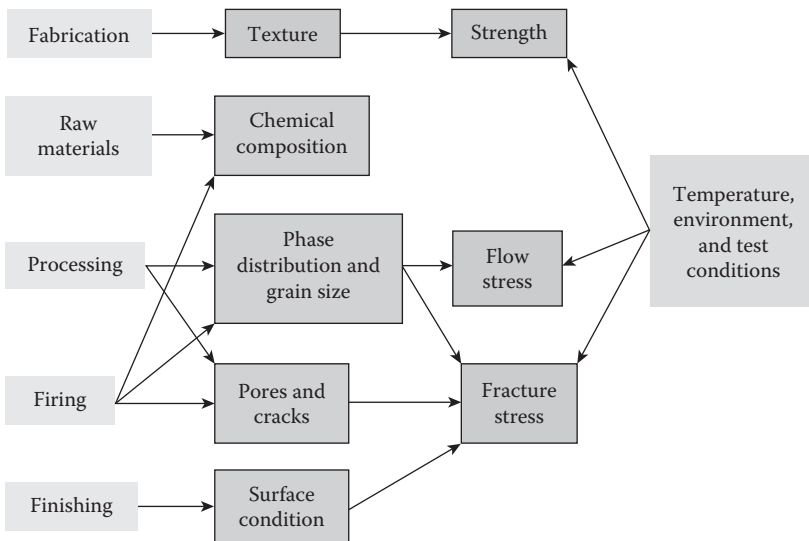 Fabrication
Texture
Strength
Raw
materials
Chemical
composition
Temperature,
environment,
and test
conditions
Processing
Phase
distribution and
grain size
Flow
stress
Firing
Pores and
cracks
Fracture
stress
Finishing
Surface
condition